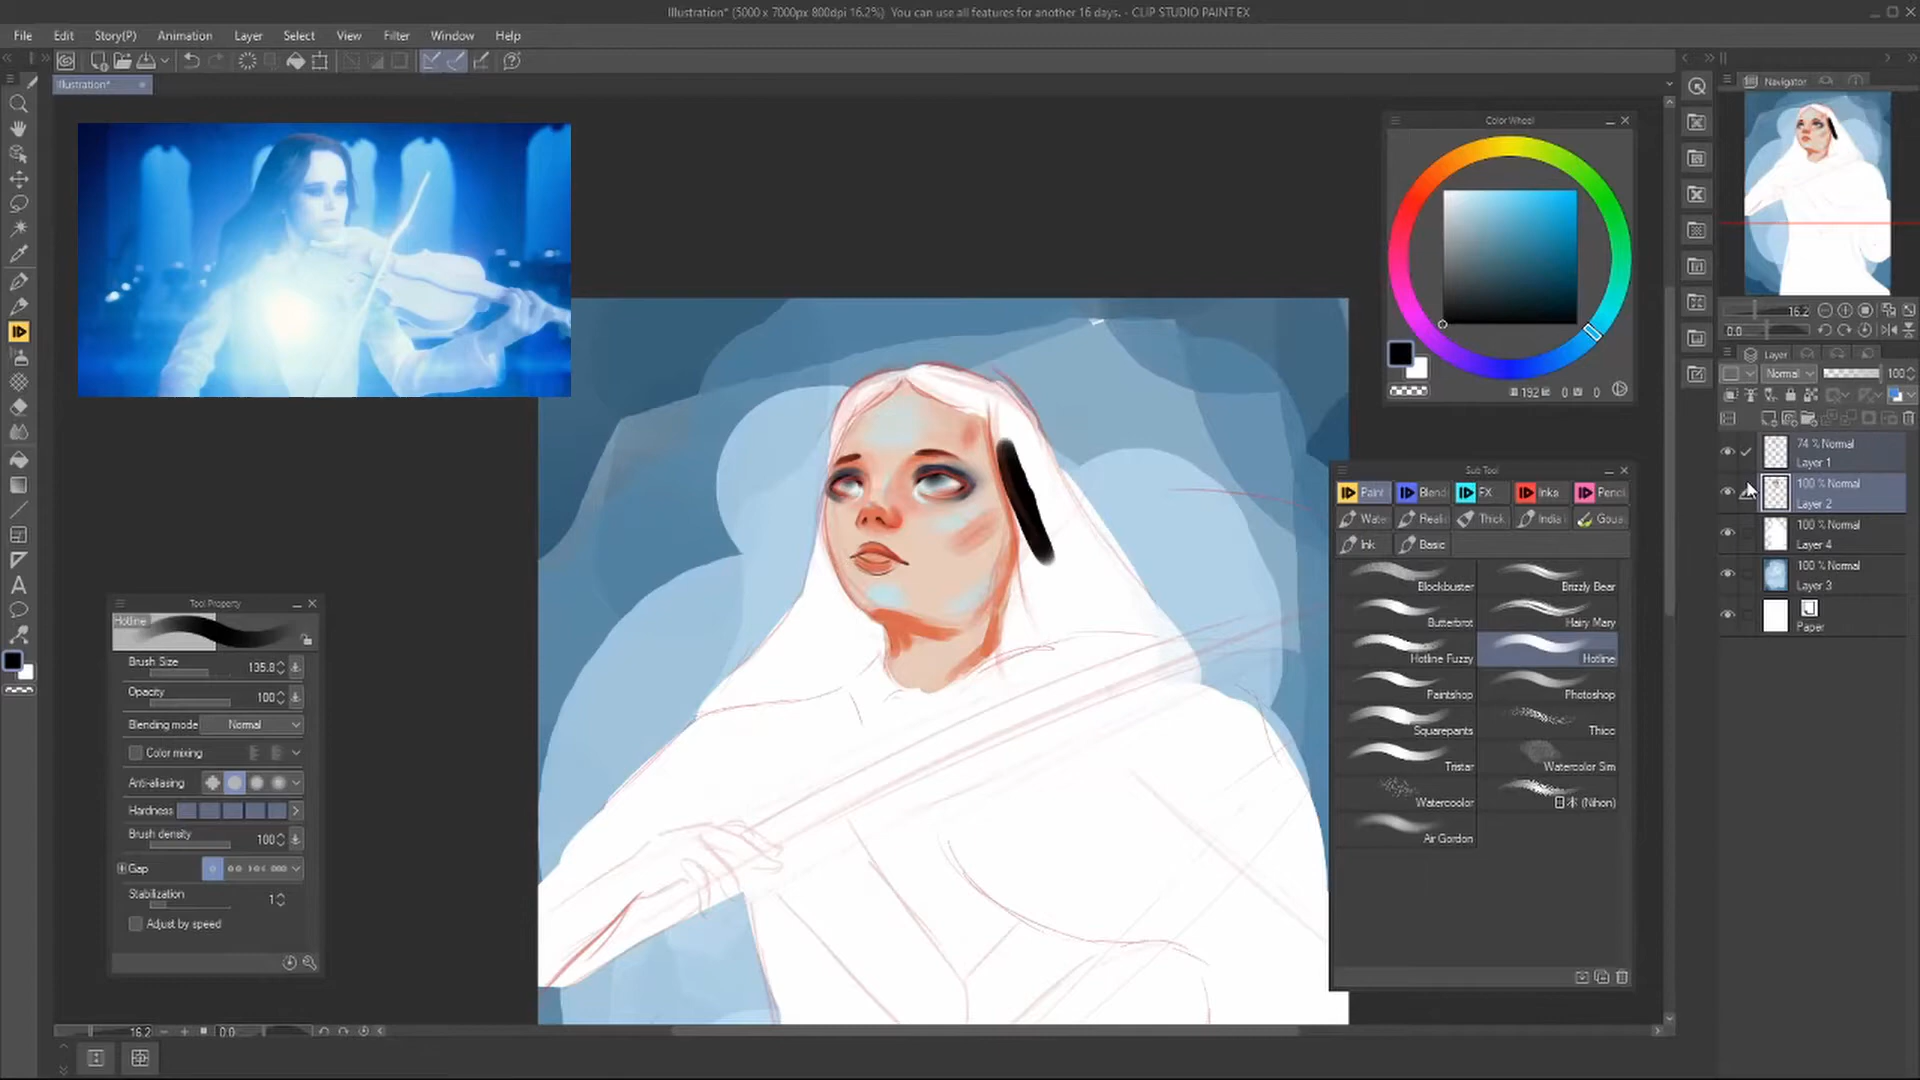 Illustration* (5000 x 7000px 800dpi 16.2%) You can use all features for another 16 days. - CLIP STUDIO PAINT EX
File Edit Story(P) Animation Layer Select View Filter Window Help
Illustration*
Navigator
16.2
0.0
Color Wheel
192 0 0
Layer
Normal 100
74 % Normal
Layer 1
100 % Normal
Layer 2
100 % Normal
Layer 4
100 % Normal
Layer 3
Paper
Sub Tool
Paint Blend FX Inks Penci
Wate Reali Thick India Goua
Ink Basic
Blockbuster Brizzly Bear
Butterbrot Hairy Mary
Hotline Fuzzy Hotline
Paintshop Photoshop
Squarepants Thicc
Tristar Watercolor Sim
Watercolor 日木 (Nihon)
Air Gordon
Tool Property
Hotline
Brush Size 135.8
Opacity 100
Blending mode Normal
Color mixing
Anti-aliasing
Hardness
Brush density 100
Gap
Stabilization 1
Adjust by speed
16.2 0.0